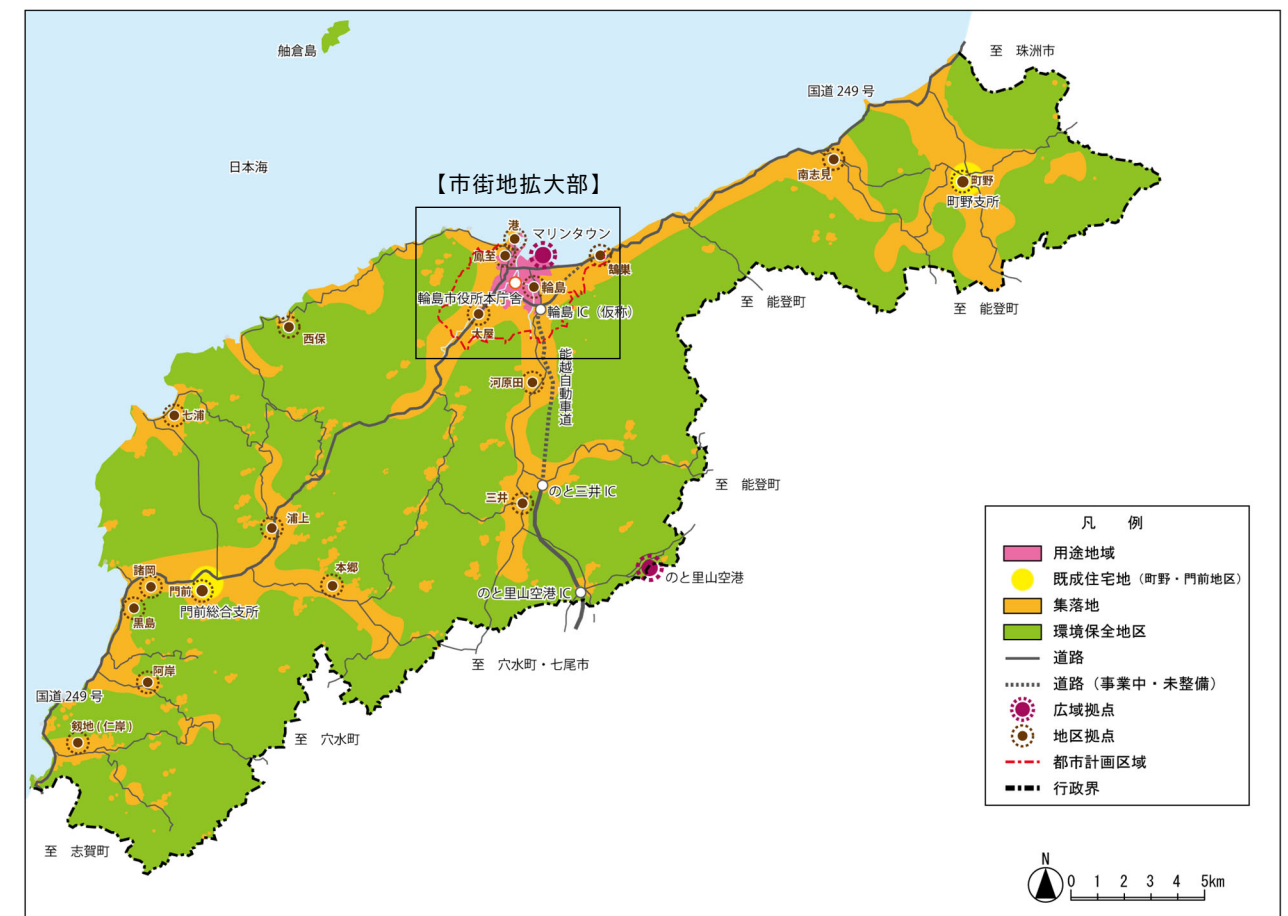 舳倉島
至 珠洲市
国道 249 号
日本海
南志見
町野
町野支所
【市街地拡大部】
港
マリンタウン
鳳至
鵠巣
輪島
輪島市役所本庁舎
輪島 IC（仮称）
大屋
至 能登町
至 能登町
西保
能越自動車道
河原田
七浦
至 能登町
のと三井 IC
三井
浦上
諸岡
本郷
門前
門前総合支所
のと里山空港
のと里山空港 IC
黒島
至 穴水町・七尾市
阿岸
国道 249 号
剱地 ( 仁岸 )
至 穴水町
至 志賀町
凡 例
用途地域
既成住宅地（町野・門前地区）
集落地
環境保全地区
道路
道路（事業中・未整備）
広域拠点
地区拠点
都市計画区域
行政界
N
0 1 2 3 4 5km